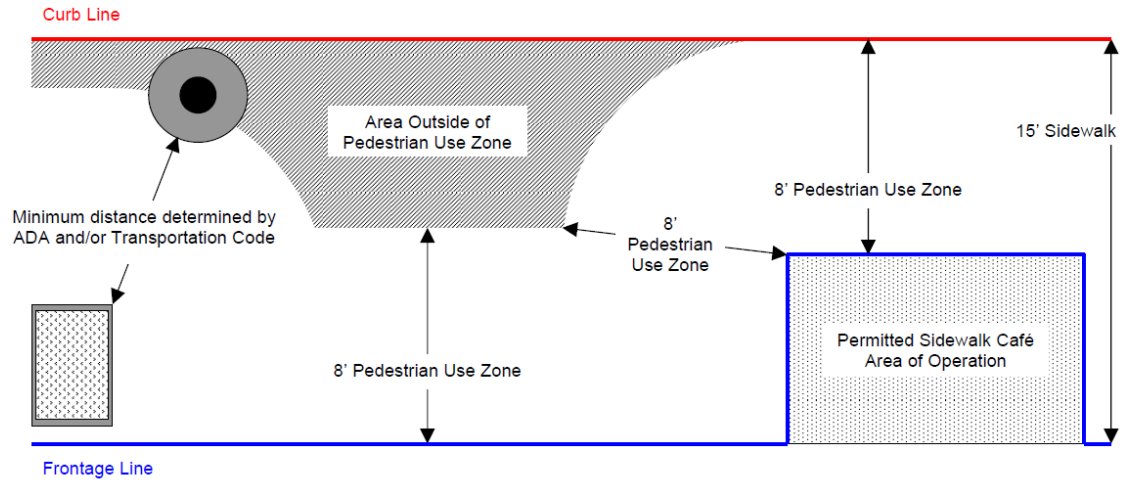 Curb Line
Area Outside of
Pedestrian Use Zone
15’ Sidewalk
8’ Pedestrian Use Zone
Minimum distance determined by
ADA and/or Transportation Code
8’
Pedestrian
Use Zone
8’ Pedestrian Use Zone
Permitted Sidewalk Café
Area of Operation
Frontage Line